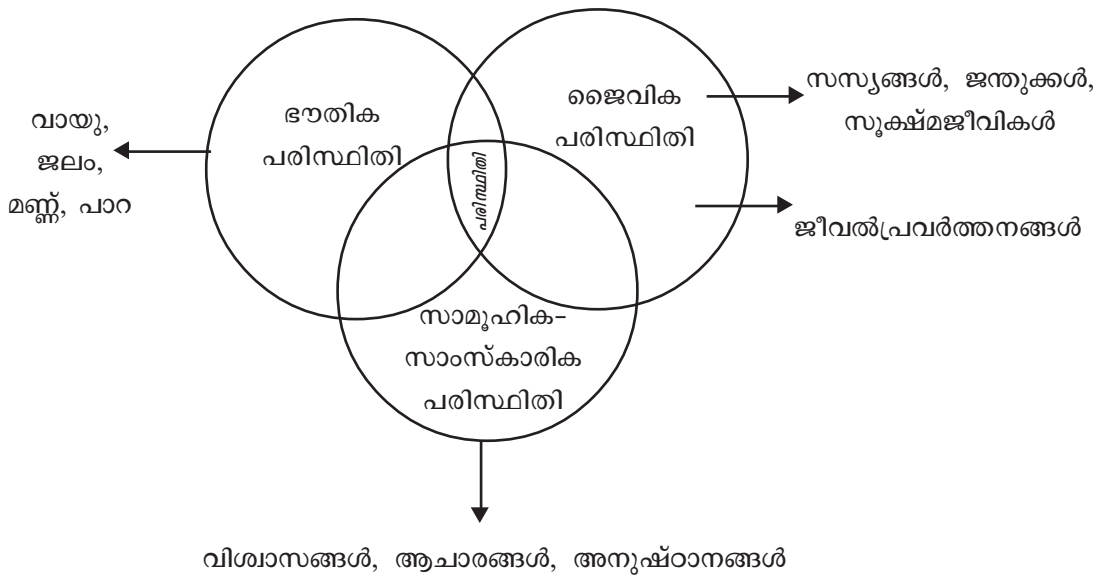 വായു,
ജലം,
മണ്ണ്, പാറ
ഭൗതിക
പരിസ്ഥിതി
പരിസ്ഥിതി
ജൈവിക
പരിസ്ഥിതി
സസ്യങ്ങൾ, ജന്തുക്കൾ,
സൂക്ഷ്മജീവികൾ
ജീവൽപ്രവർത്തനങ്ങൾ
സാമൂഹിക-
സാംസ്കാരിക
പരിസ്ഥിതി
വിശ്വാസങ്ങൾ, ആചാരങ്ങൾ, അനുഷ്ഠാനങ്ങൾ